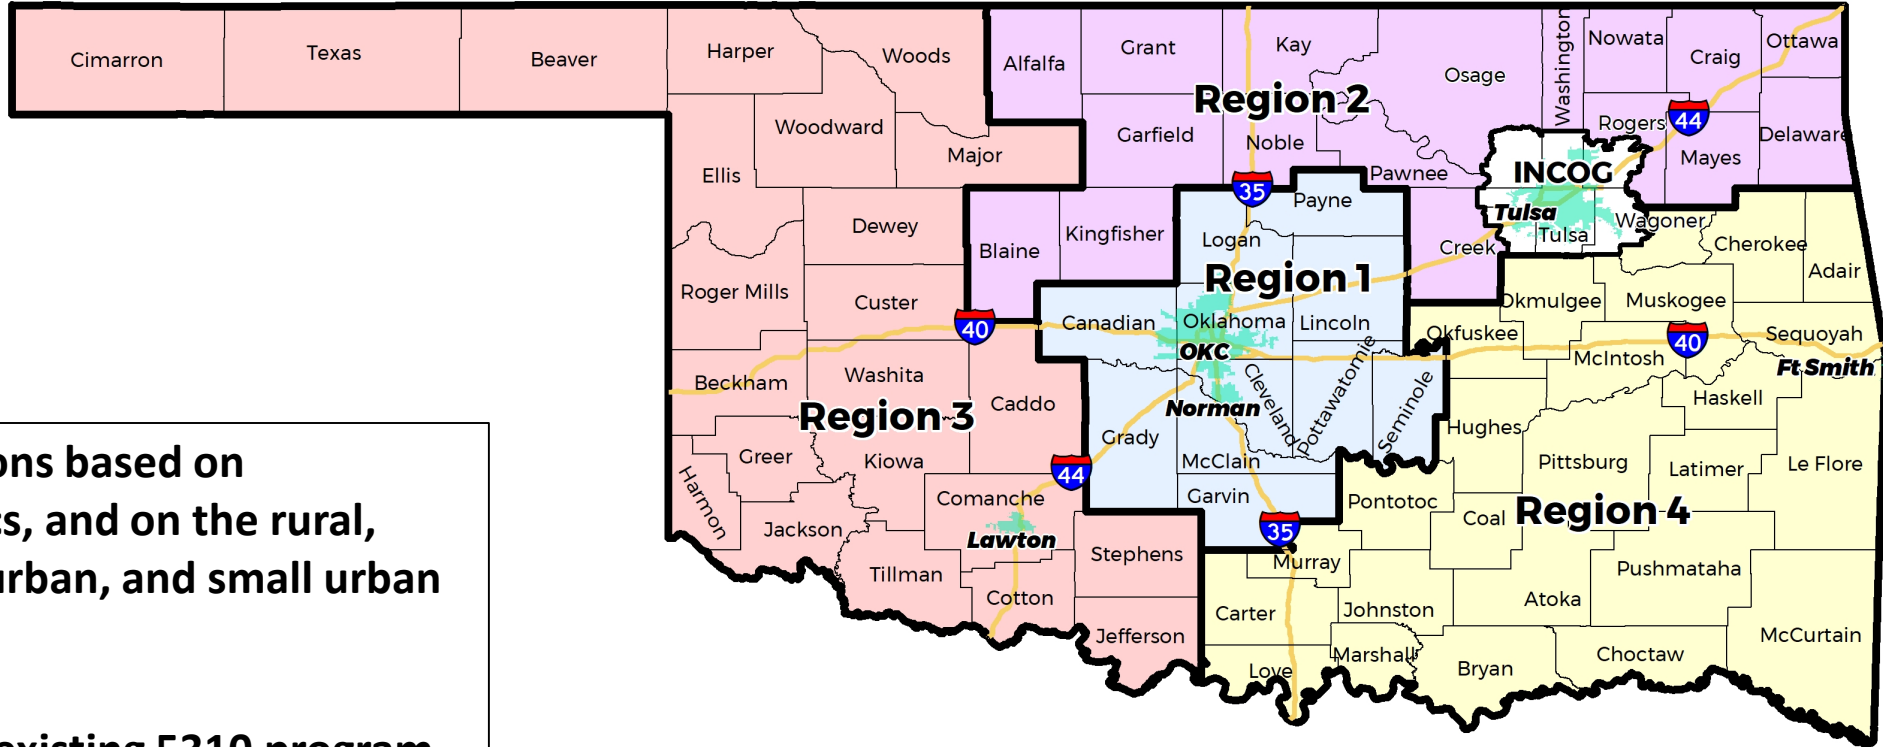 Cimarron
Texas
Beaver
Harper
Woods
Alfalfa
Grant
Kay
Osage
Washington
Nowata
Craig
Ottawa
Woodward
Major
Ellis
Region 2
Garfield
Noble
Pawnee
Rogers
44
Mayes
Delaware
INCOG
Tulsa
Tulsa
Wagoner
35
Payne
Dewey
Blaine
Kingfisher
Logan
Creek
Cherokee
Adair
Roger Mills
Custer
40
Region 1
Canadian
Oklahoma
Lincoln
OKC
Okmulgee
Muskogee
Okfuskee
McIntosh
40
Sequoyah
Ft Smith
Beckham
Washita
Caddo
Region 3
Norman
Cleveland
Pottawatomie
Seminole
Haskell
Hughes
Greer
Kiowa
Harmon
Grady
McClain
44
Garvin
Pittsburg
Latimer
Le Flore
Comanche
Jackson
Lawton
Stephens
35
Pontotoc
Coal
Region 4
Tillman
Cotton
Murray
Pushmataha
Jefferson
Carter
Johnston
Atoka
McCurtain
Love
Marshall
Bryan
Choctaw
ons based on
s, and on the rural,
urban, and small urban
existing 5310 program